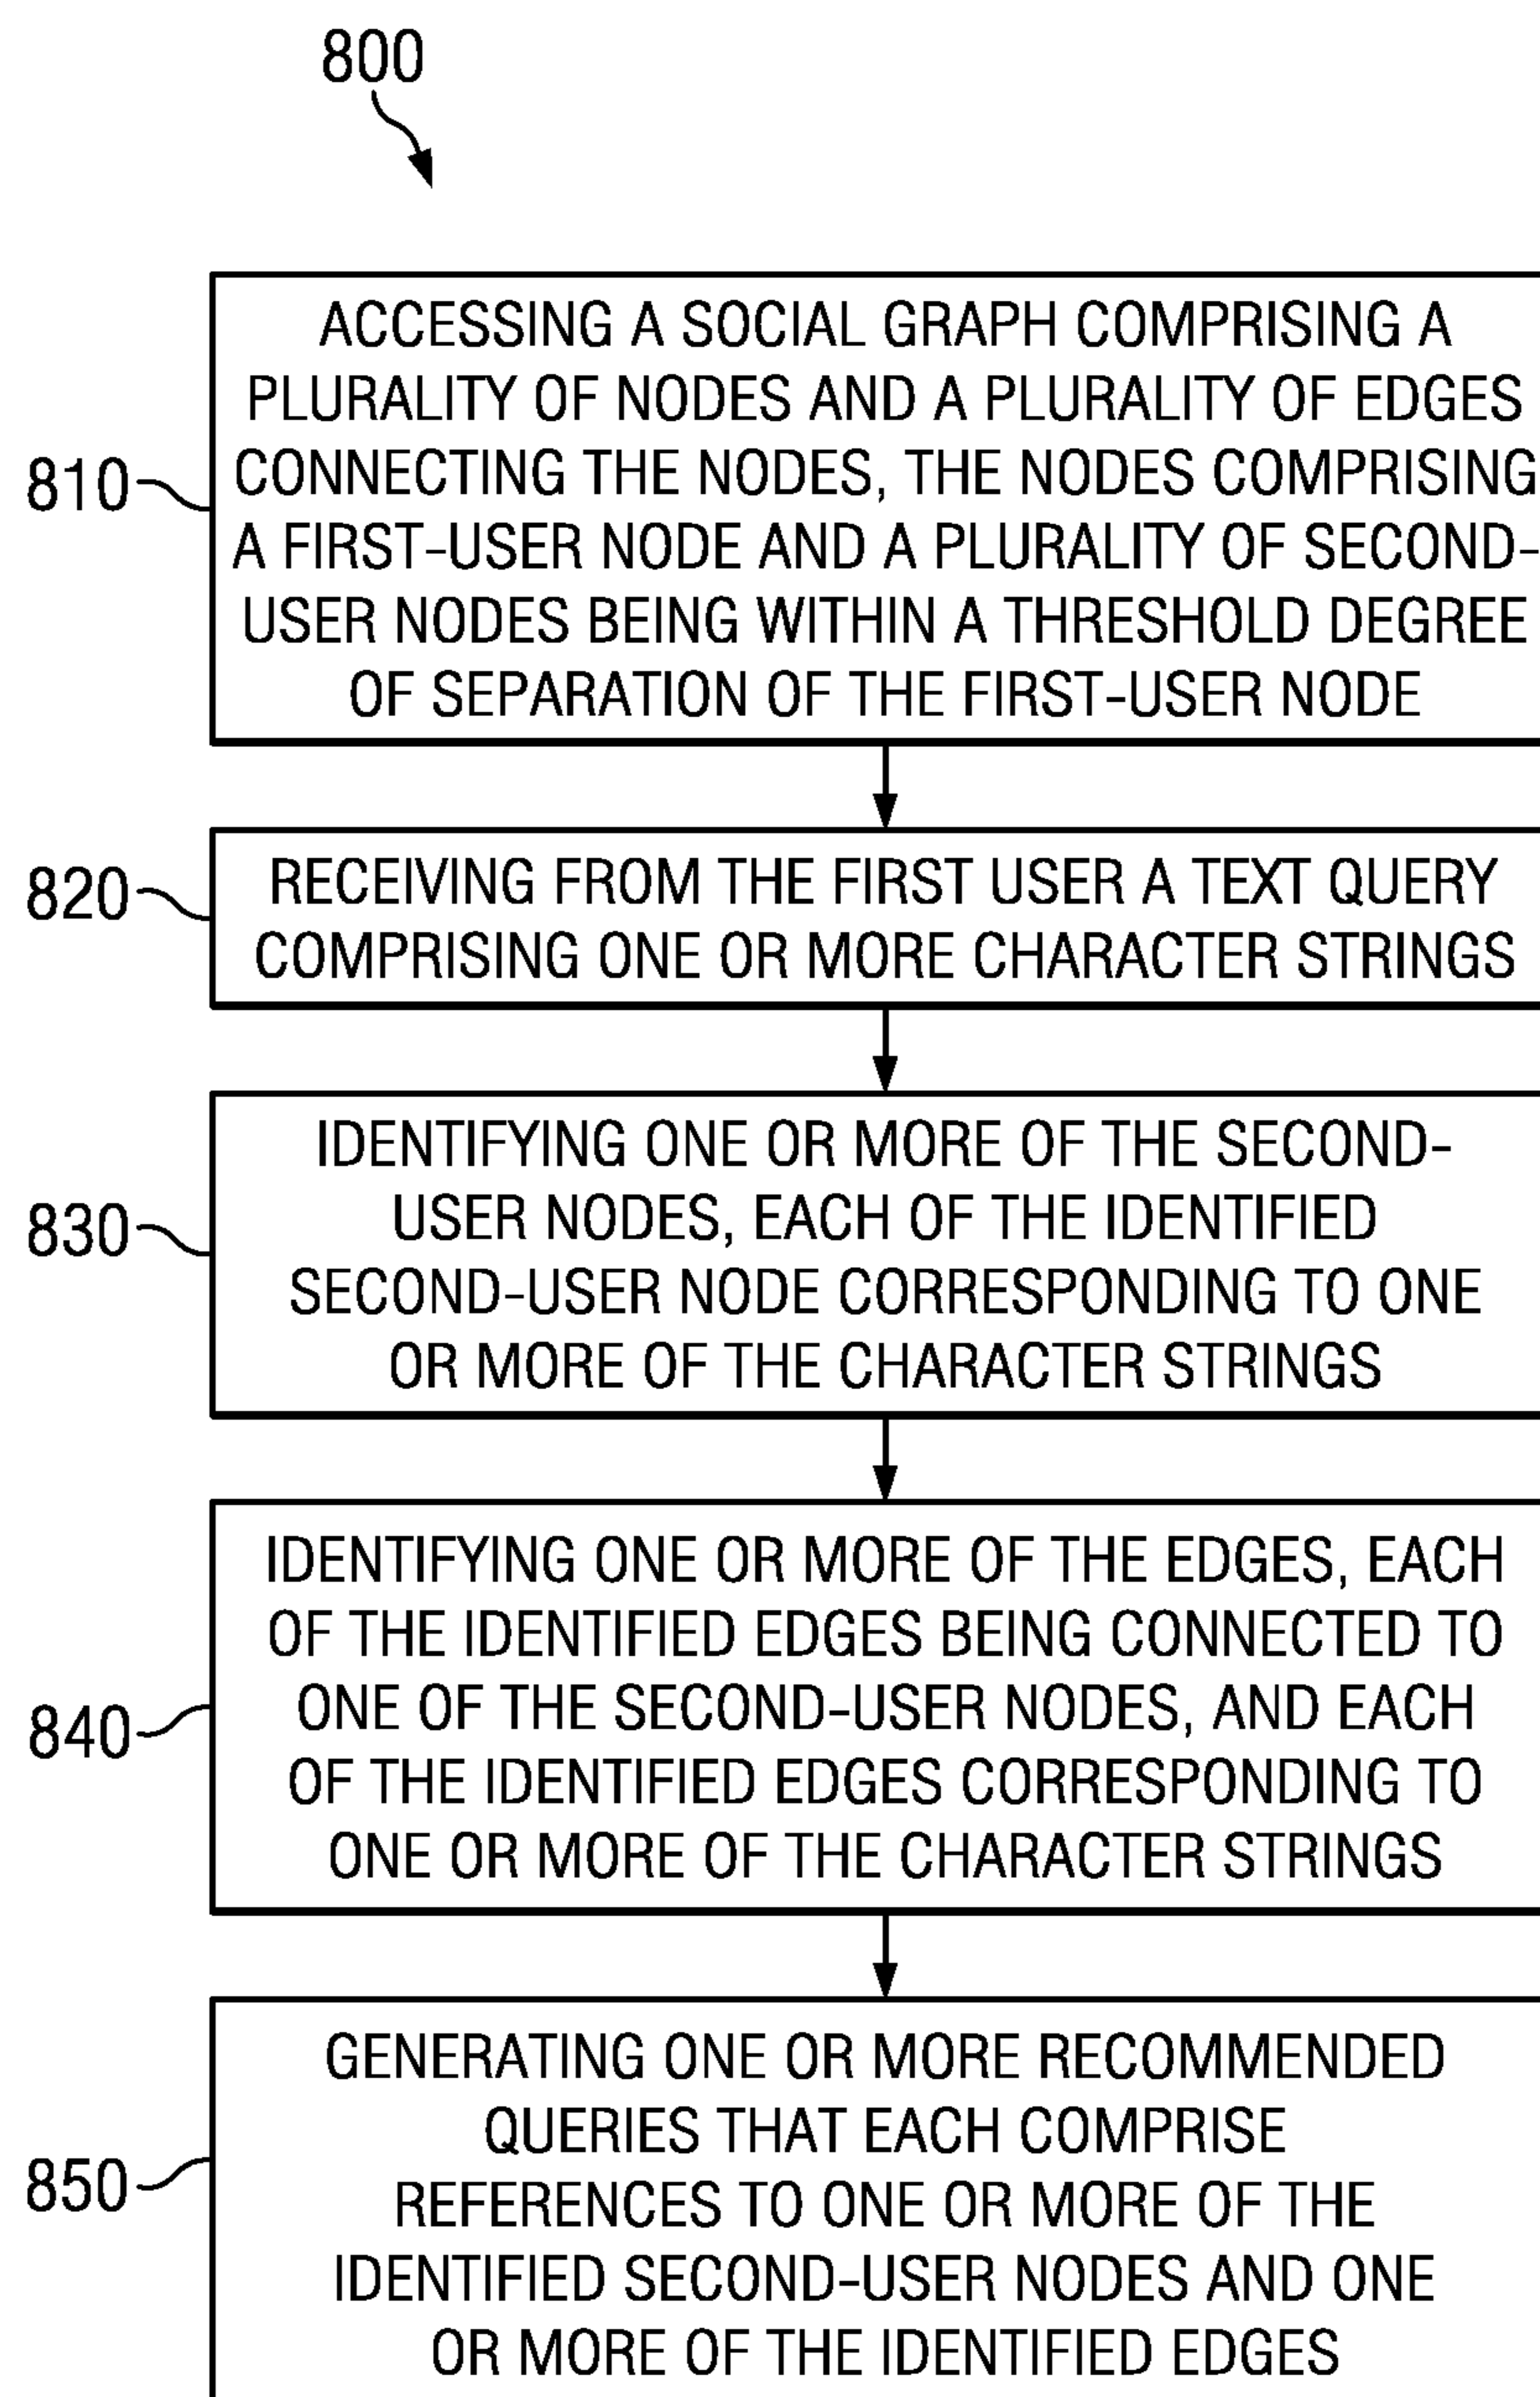 800
810
ACCESSING A SOCIAL GRAPH COMPRISING A
PLURALITY OF NODES AND A PLURALITY OF EDGES
CONNECTING THE NODES, THE NODES COMPRISING
A FIRST-USER NODE AND A PLURALITY OF SECOND-
USER NODES BEING WITHIN A THRESHOLD DEGREE
OF SEPARATION OF THE FIRST-USER NODE
820
RECEIVING FROM THE FIRST USER A TEXT QUERY
COMPRISING ONE OR MORE CHARACTER STRINGS
830
IDENTIFYING ONE OR MORE OF THE SECOND-
USER NODES, EACH OF THE IDENTIFIED
SECOND-USER NODE CORRESPONDING TO ONE
OR MORE OF THE CHARACTER STRINGS
840
IDENTIFYING ONE OR MORE OF THE EDGES, EACH
OF THE IDENTIFIED EDGES BEING CONNECTED TO
ONE OF THE SECOND-USER NODES, AND EACH
OF THE IDENTIFIED EDGES CORRESPONDING TO
ONE OR MORE OF THE CHARACTER STRINGS
850
GENERATING ONE OR MORE RECOMMENDED
QUERIES THAT EACH COMPRISE
REFERENCES TO ONE OR MORE OF THE
IDENTIFIED SECOND-USER NODES AND ONE
OR MORE OF THE IDENTIFIED EDGES